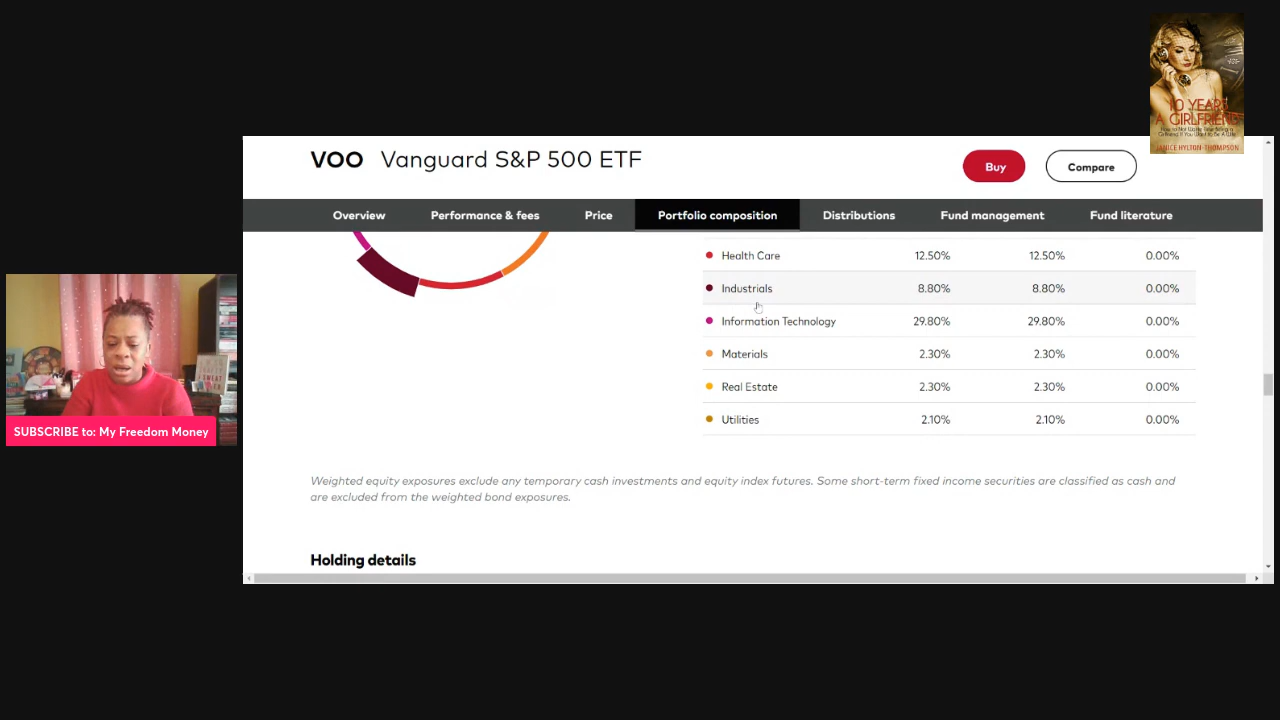 10 YEARS
A GIRLFRIEND
JANICE HYLTON-THOMPSON
VOO Vanguard S&P 500 ETF
Buy
Compare
Overview Performance & fees Price Portfolio composition Distributions Fund management Fund literature
Health Care 12.50% 12.50% 0.00%
Industrials 8.80% 8.80% 0.00%
Information Technology 29.80% 29.80% 0.00%
Materials 2.30% 2.30% 0.00%
Real Estate 2.30% 2.30% 0.00%
Utilities 2.10% 2.10% 0.00%
SUBSCRIBE to: My Freedom Money
Weighted equity exposures exclude any temporary cash investments and equity index futures. Some short-term fixed income securities are classified as cash and
are excluded from the weighted bond exposures.
Holding details